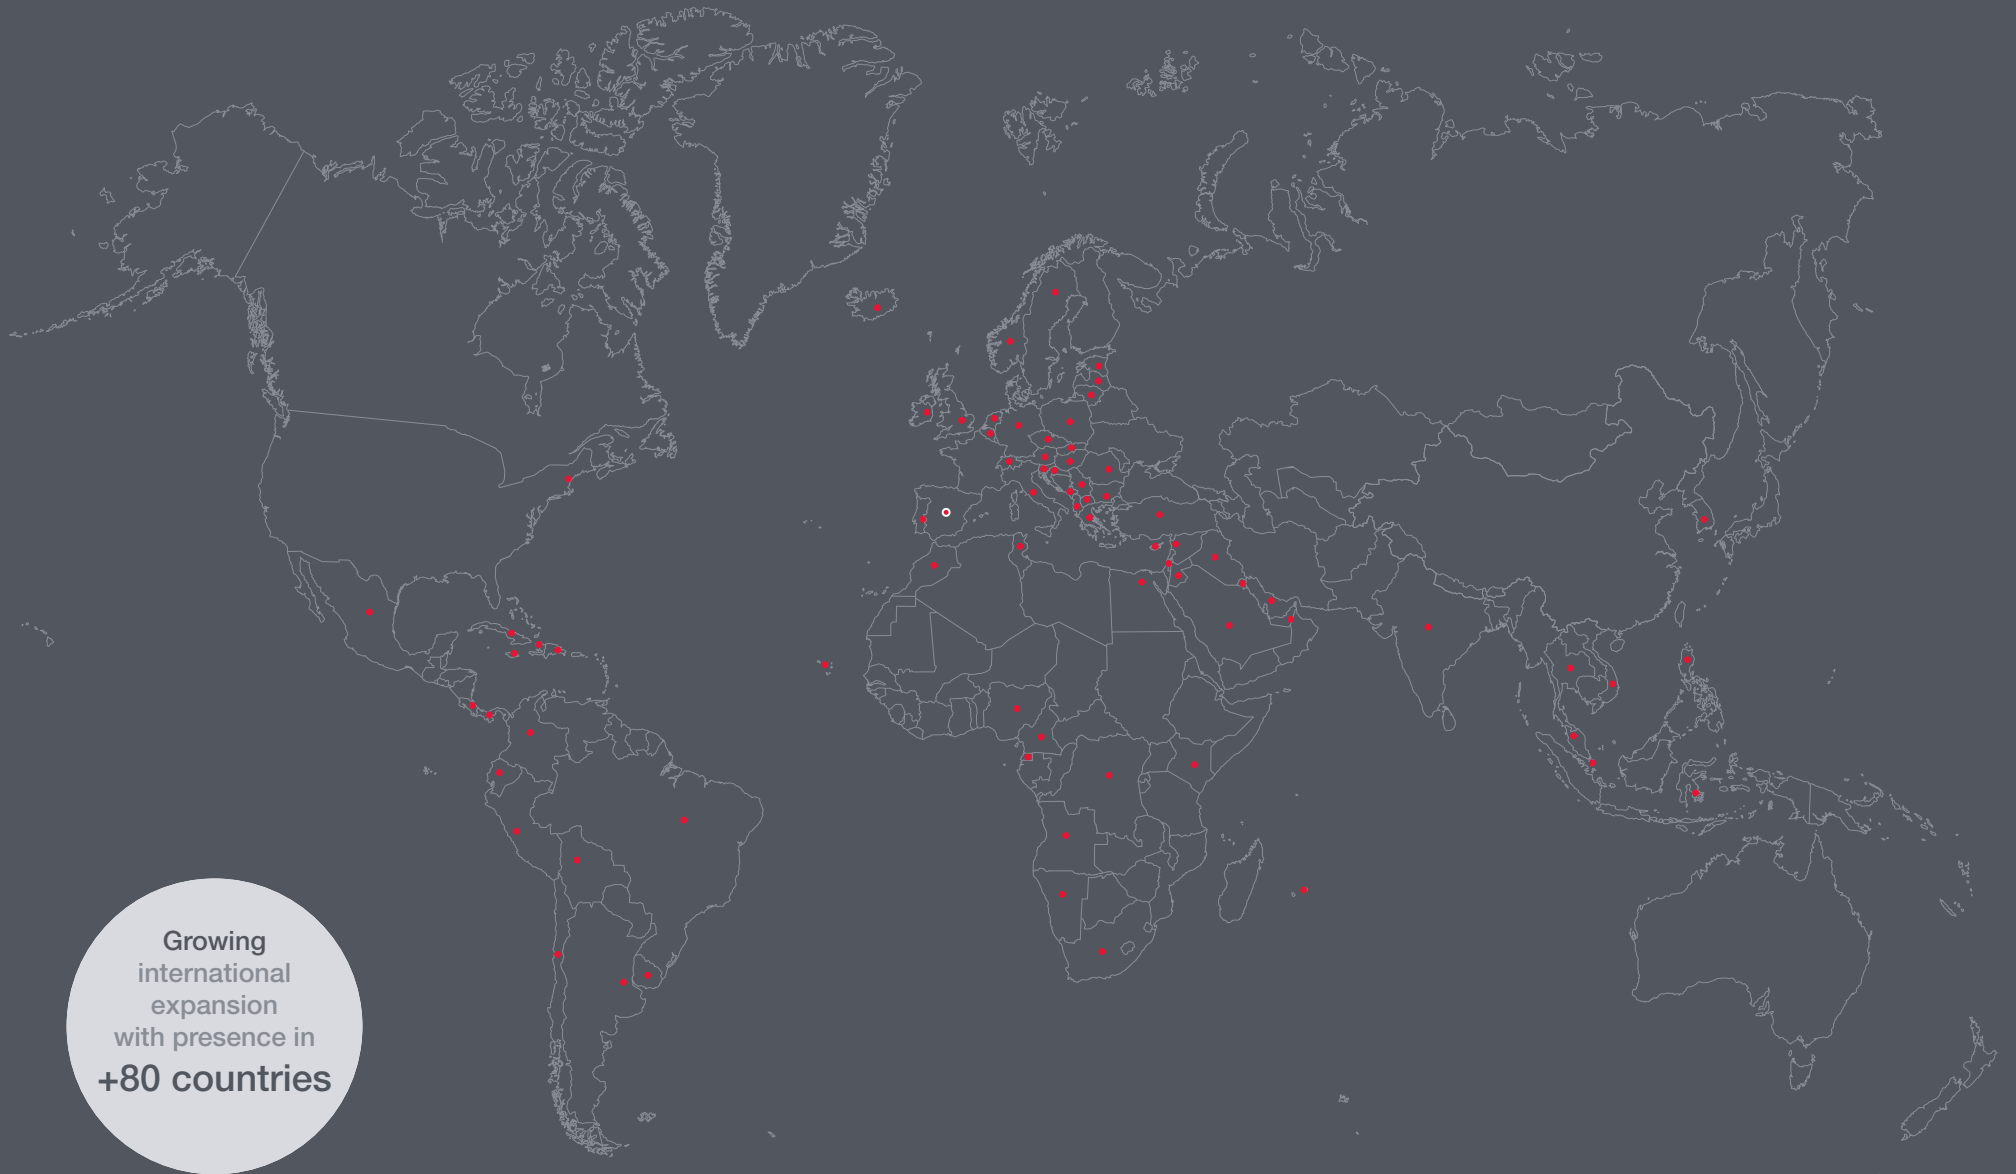 Growing
international
expansion
with presence in
+80 countries